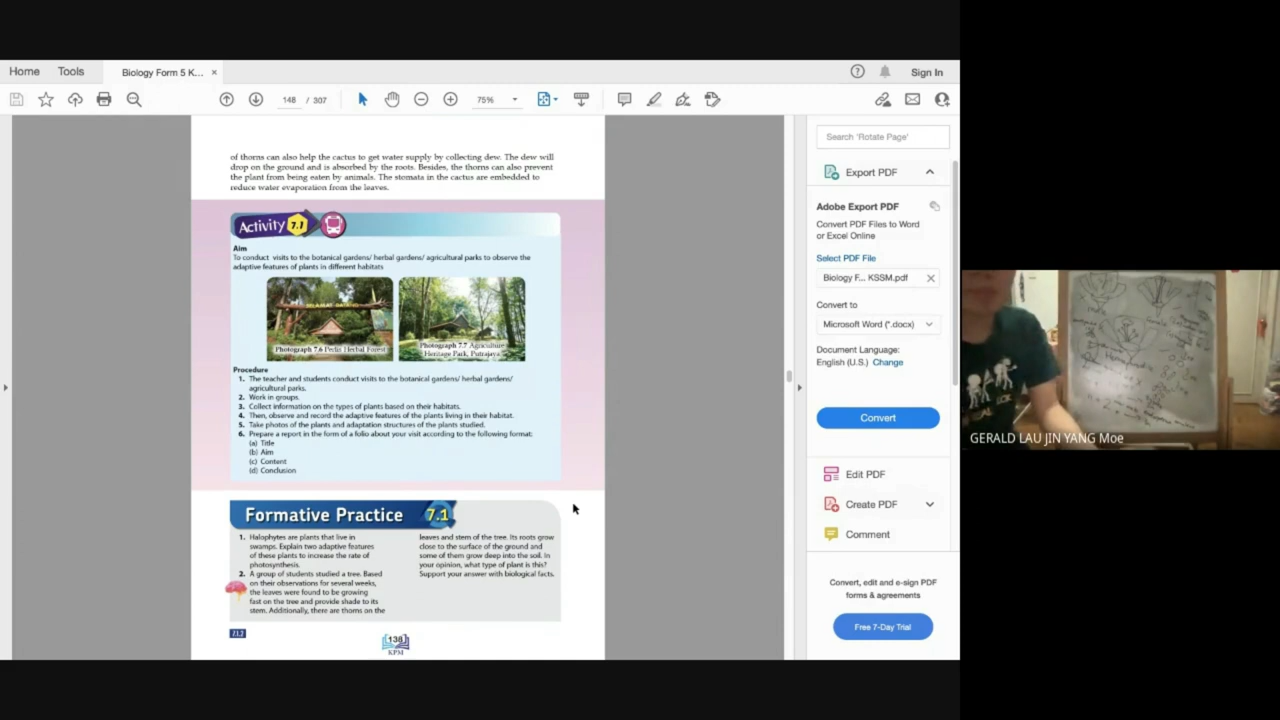 Home
Tools
Biology Form 5 K... ×
Sign In
148 / 307
75%
Search 'Rotate Page'
Export PDF
Adobe Export PDF
Convert PDF Files to Word
or Excel Online
Select PDF File
Biology F... KSSM.pdf
Convert to
Microsoft Word (*.docx)
Document Language:
English (U.S.) Change
Convert
Edit PDF
Create PDF
Comment
Convert, edit and e-sign PDF
forms & agreements
Free 7-Day Trial
of thorns can also help the cactus to get water supply by collecting dew. The dew will
drop on the ground and is absorbed by the roots. Besides, the thorns can also prevent
the plant from being eaten by animals. The stomata in the cactus are embedded to
reduce water evaporation from the leaves.
Activity 7.1
Aim
To conduct visits to the botanical gardens/ herbal gardens/ agricultural parks to observe the
adaptive features of plants in different habitats
SELAMAT DATANG
Photograph 7.6 Perlis Herbal Forest
Photograph 7.7 Agriculture
Heritage Park, Putrajaya
Procedure
1. The teacher and students conduct visits to the botanical gardens/ herbal gardens/
agricultural parks.
2. Work in groups.
3. Collect information on the types of plants based on their habitats.
4. Then, observe and record the adaptive features of the plants living in their habitat.
5. Take photos of the plants and adaptation structures of the plants studied.
6. Prepare a report in the form of a folio about your visit according to the following format:
(a) Title
(b) Aim
(c) Content
(d) Conclusion
Formative Practice 7.1
1. Halophytes are plants that live in
swamps. Explain two adaptive features
of these plants to increase the rate of
photosynthesis.
2. A group of students studied a tree. Based
on their observations for several weeks,
the leaves were found to be growing
fast on the tree and provide shade to its
stem. Additionally, there are thorns on the
leaves and stem of the tree. Its roots grow
close to the surface of the ground and
some of them grow deep into the soil. In
your opinion, what type of plant is this?
Support your answer with biological facts.
7.1.2
138
KPM
GERALD LAU JIN YANG Moe